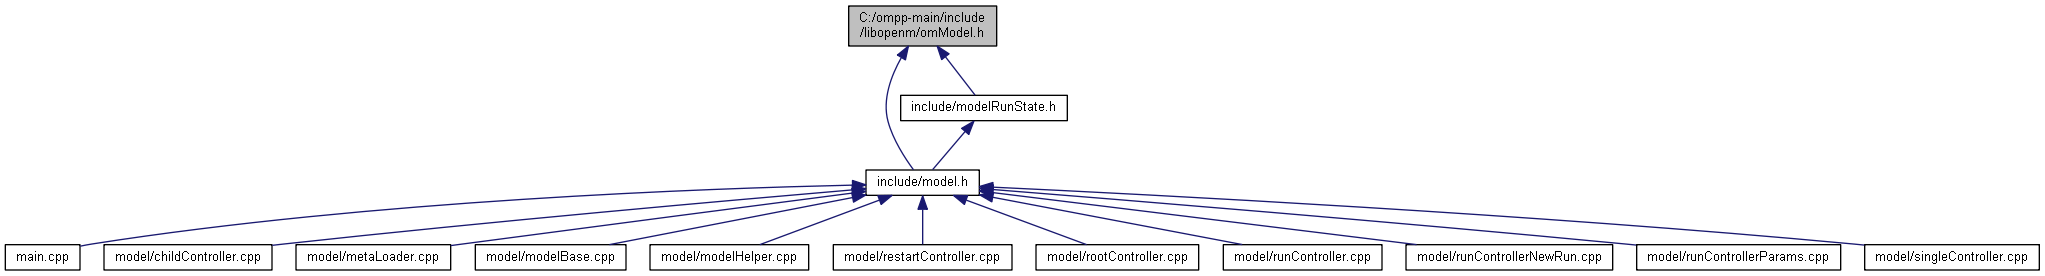 C:/ompp-main/include
/libopenm/omModel.h
include/modelRunState.h
include/model.h
main.cpp
model/childController.cpp
model/metaLoader.cpp
model/modelBase.cpp
model/modelHelper.cpp
model/restartController.cpp
model/rootController.cpp
model/runController.cpp
model/runControllerNewRun.cpp
model/runControllerParams.cpp
model/singleController.cpp